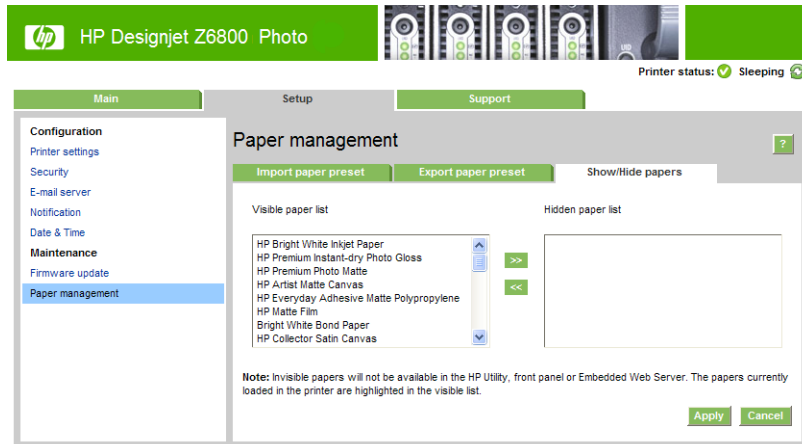 hp
HP Designjet Z6800 Photo
UID
Printer status: Sleeping
Main
Setup
Support
Configuration
Printer settings
Security
E-mail server
Notification
Date & Time
Maintenance
Firmware update
Paper management
Paper management
?
Import paper preset
Export paper preset
Show/Hide papers
Visible paper list
Hidden paper list
HP Bright White Inkjet Paper
HP Premium Instant-dry Photo Gloss
HP Premium Photo Matte
HP Artist Matte Canvas
HP Everyday Adhesive Matte Polypropylene
HP Matte Film
Bright White Bond Paper
HP Collector Satin Canvas
>>
<<
Note: Invisible papers will not be available in the HP Utility, front panel or Embedded Web Server. The papers currently
loaded in the printer are highlighted in the visible list.
Apply
Cancel